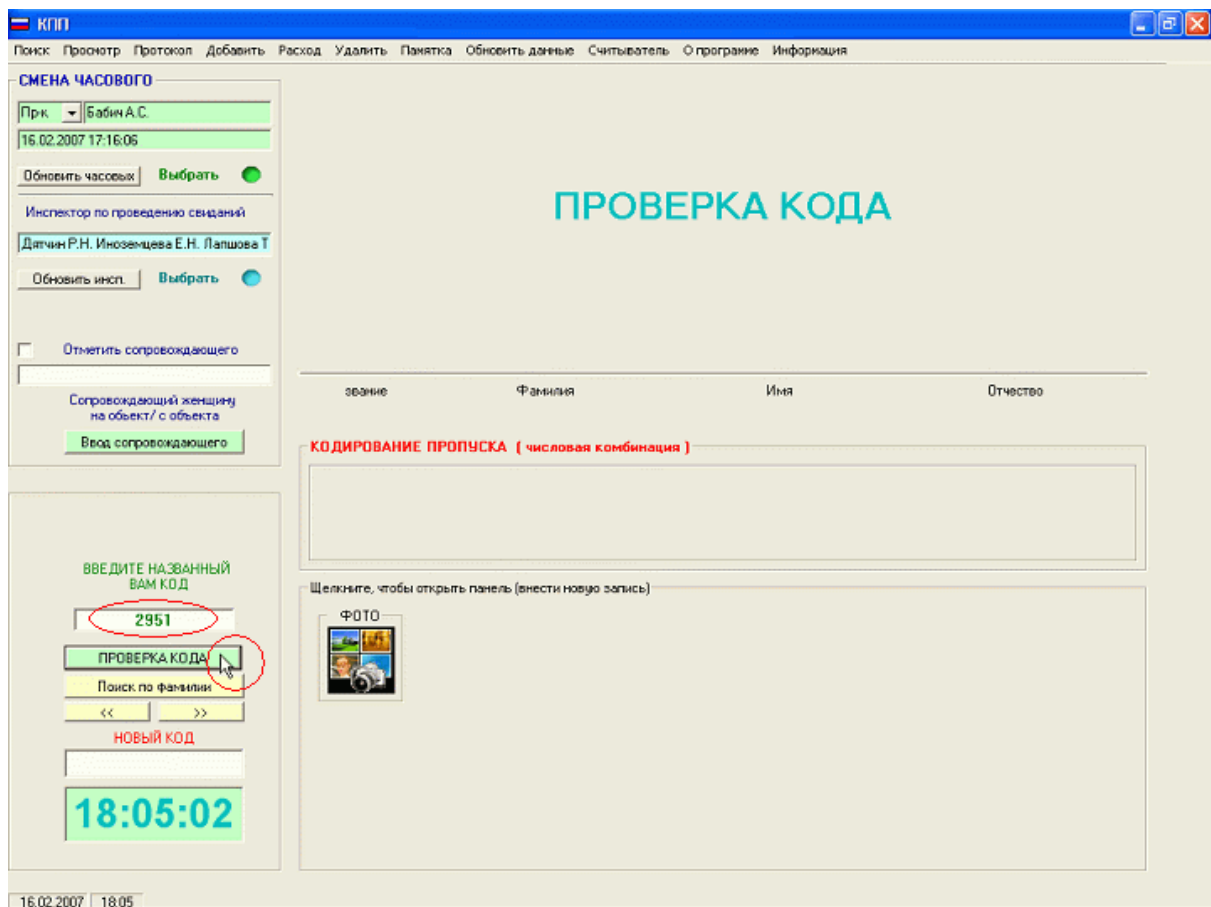 КПП
Поиск Просмотр Протокол Добавить Расход Удалить Памятка Обновить данные Считыватель О программе Информация
СМЕНА ЧАСОВОГО
Пр-к Бабич А.С.
16.02.2007 17:16:06
Обновить часовых Выбрать
Инспектор по проведению свиданий
Дятчин Р.Н. Иноземцева Е.Н. Лапшова Т
Обновить инсп. Выбрать
Отметить сопровождающего
Сопровождающий женщину
на объект/ с объекта
Ввод сопровождающего
ПРОВЕРКА КОДА
звание Фамилия Имя Отчество
КОДИРОВАНИЕ ПРОПУСКА ( числовая комбинация )
ВВЕДИТЕ НАЗВАННЫЙ
ВАМ КОД
2951
ПРОВЕРКА КОДА
Поиск по фамилии
<< >>
НОВЫЙ КОД
18:05:02
Щелкните, чтобы открыть панель (внести новую запись)
ФОТО
16.02.2007 18:05